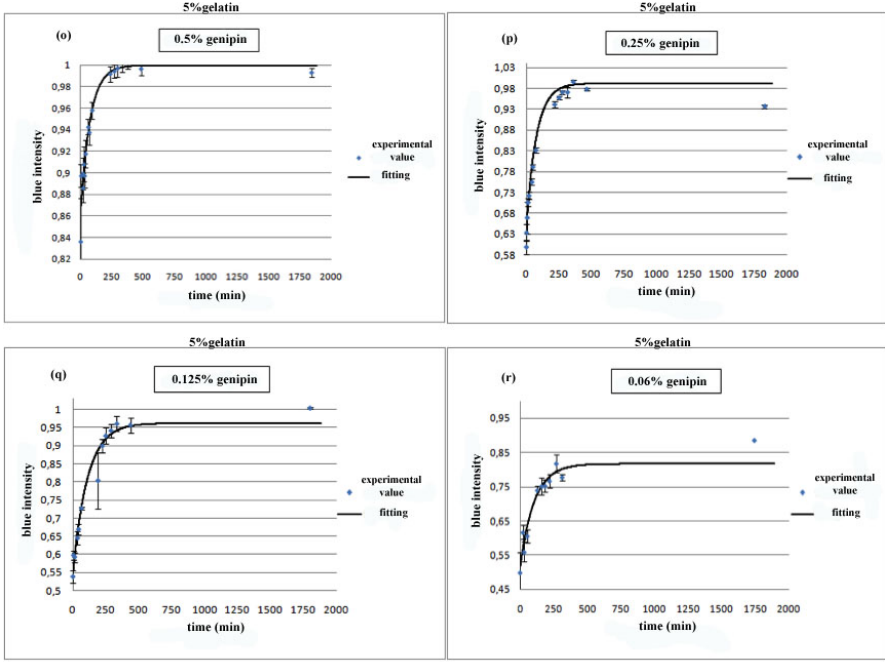 5%gelatin
(o)
0.5% genipin
1
0,98
0,96
0,94
0,92
0,9
0,88
0,86
0,84
0,82
blue intensity
0 250 500 750 1000 1250 1500 1750 2000
time (min)
experimental
value
fitting
5%gelatin
(p)
0.25% genipin
1,03
0,98
0,93
0,88
0,83
0,78
0,73
0,68
0,63
0,58
blue intensity
0 250 500 750 1000 1250 1500 1750 2000
time (min)
experimental
value
fitting
5%gelatin
(q)
0.125% genipin
1
0,95
0,9
0,85
0,8
0,75
0,7
0,65
0,6
0,55
0,5
blue intensity
0 250 500 750 1000 1250 1500 1750 2000
time (min)
experimental
value
fitting
5%gelatin
(r)
0.06% genipin
0,95
0,85
0,75
0,65
0,55
0,45
blue intensity
0 250 500 750 1000 1250 1500 1750 2000
time (min)
experimental
value
fitting